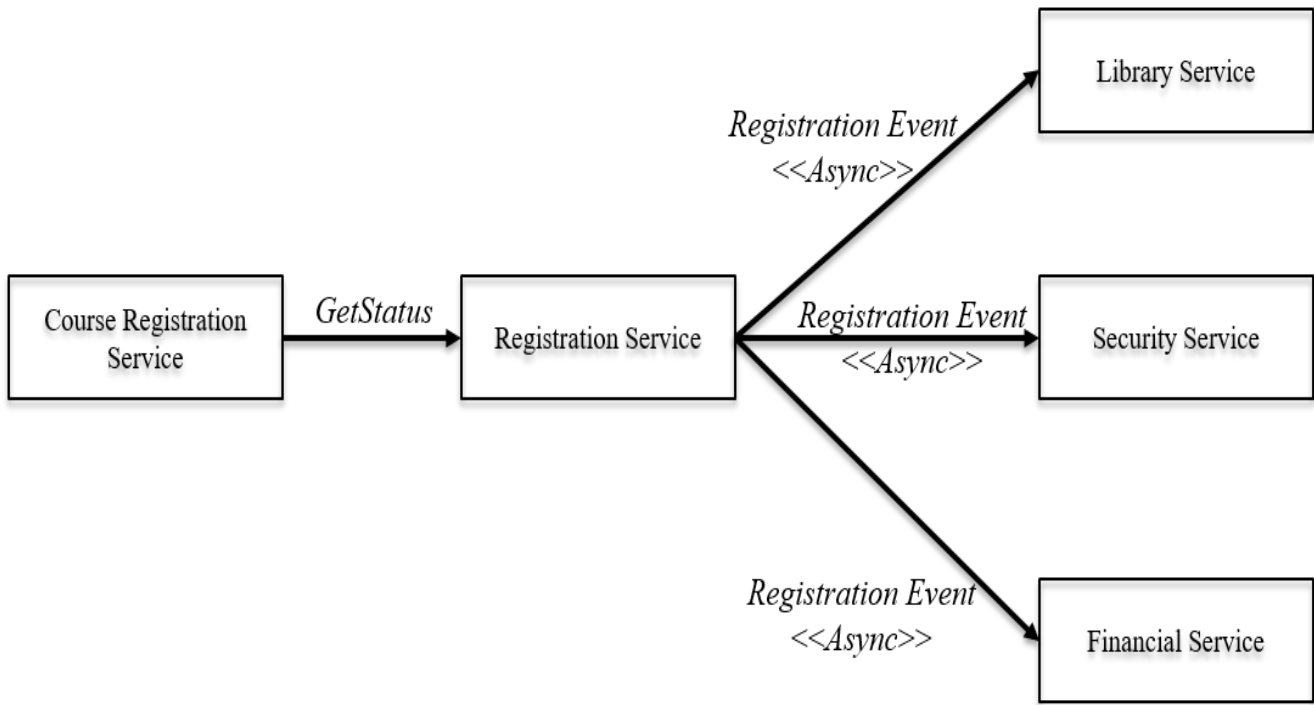 Library Service
Registration Event
<<Async>>
Course Registration
Service
GetStatus
Registration Service
Registration Event
<<Async>>
Security Service
Registration Event
<<Async>>
Financial Service